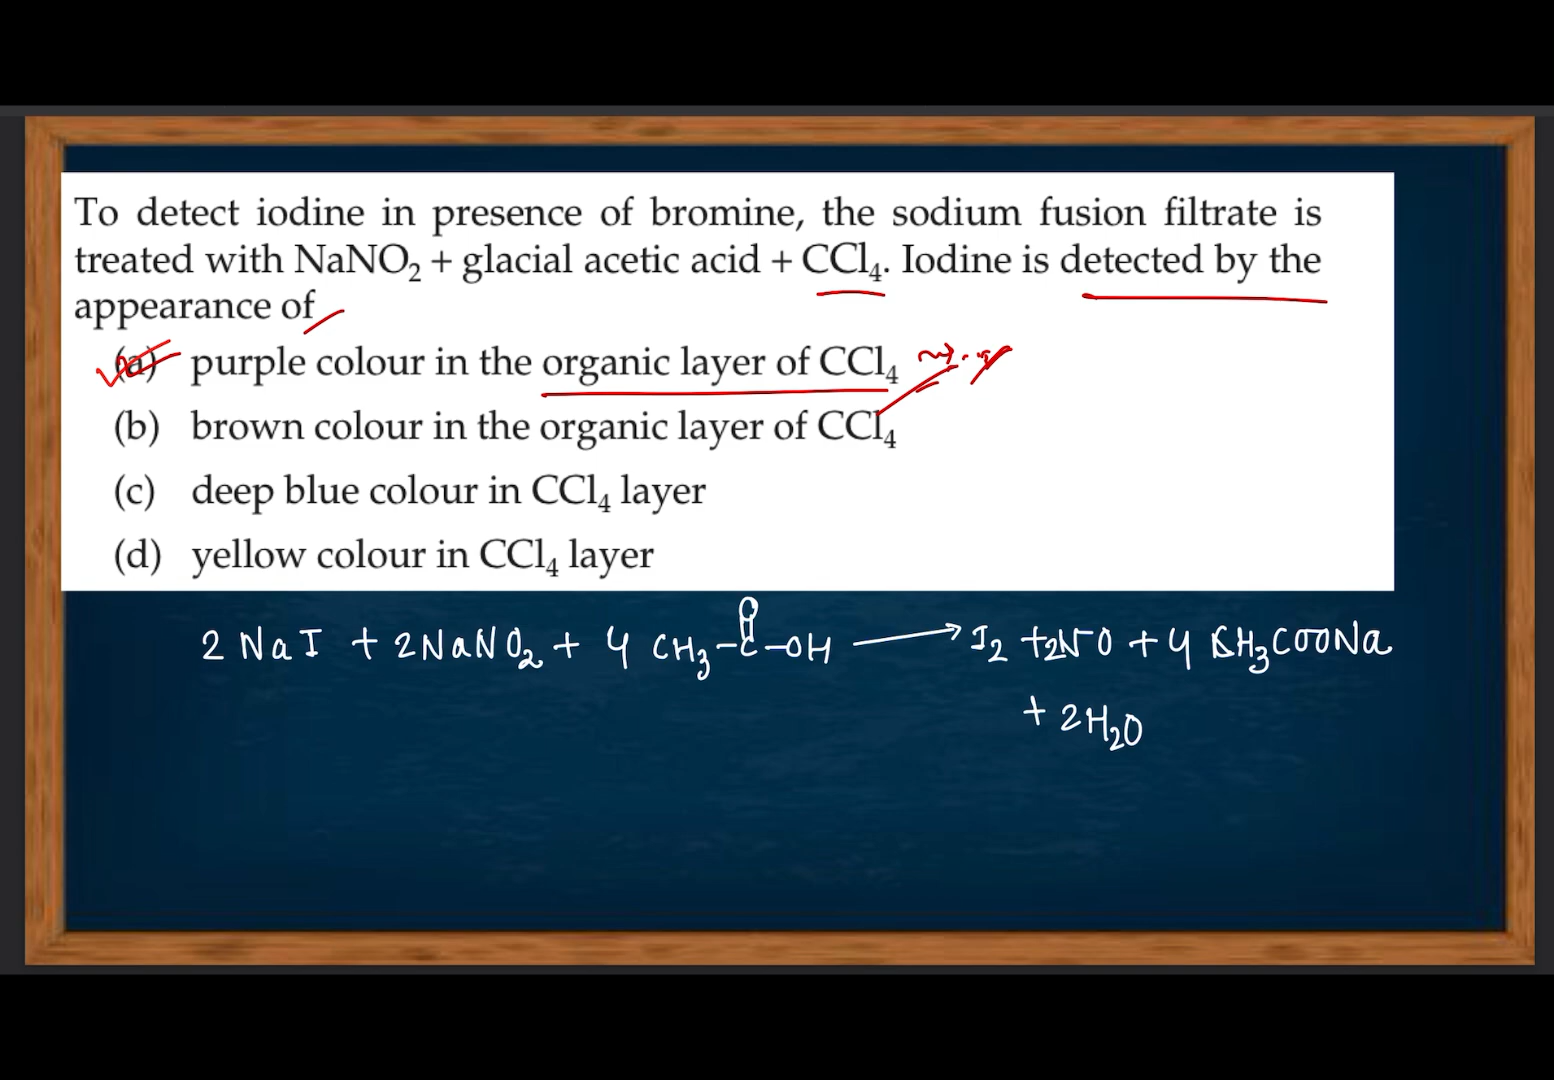 To detect iodine in presence of bromine, the sodium fusion filtrate is
treated with NaNO₂ + glacial acetic acid + CCl₄. Iodine is detected by the
appearance of
(a) purple colour in the organic layer of CCl₄
(b) brown colour in the organic layer of CCl₄
(c) deep blue colour in CCl₄ layer
(d) yellow colour in CCl₄ layer
2 NaI + 2NaNO₂ + 4 CH₃-C-OH → I₂ + 2NO + 4 CH₃COONa
O
+ 2H₂O